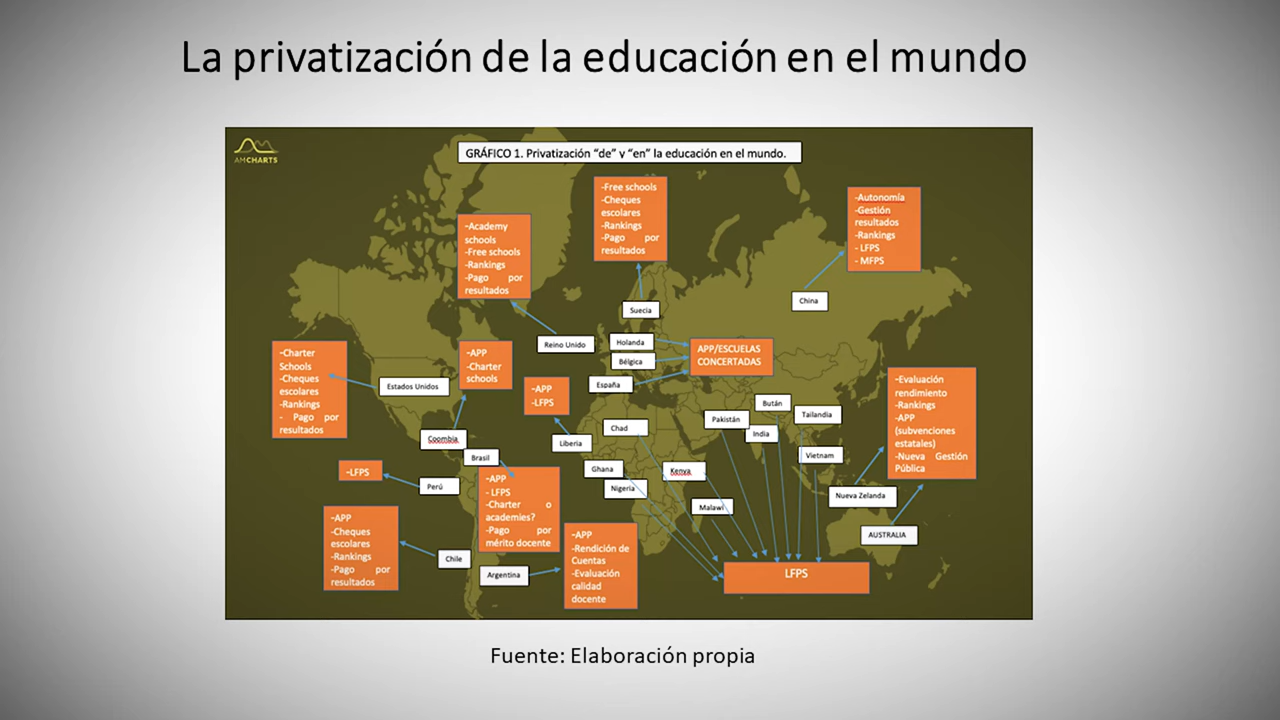 La privatización de la educación en el mundo
AMCHARTS
GRÁFICO 1. Privatización “de” y “en” la educación en el mundo.
-Free schools
-Cheques
escolares
-Rankings
-Pago por
resultados
-Autonomía
-Gestión
resultados
-Rankings
- LFPS
- MFPS
-Academy
schools
-Free schools
-Rankings
-Pago por
resultados
China
Suecia
Reino Unido
Holanda
Bélgica
España
APP/ESCUELAS
CONCERTADAS
-Charter
Schools
-Cheques
escolares
-Rankings
- Pago por
resultados
Estados Unidos
-APP
-Charter
schools
-APP
-LFPS
-Evaluación
rendimiento
-Rankings
-APP
(subvenciones
estatales)
-Nueva Gestión
Pública
Coombia
Brasil
Liberia
Chad
Pakistán
Bután
India
Tailandia
Vietnam
-LFPS
Perú
Ghana
Nigeria
Kenya
Malawi
Nueva Zelanda
AUSTRALIA
-APP
- LFPS
-Charter o
academies?
-Pago por
mérito docente
-APP
-Cheques
escolares
-Rankings
-Pago por
resultados
Chile
Argentina
-APP
-Rendición de
Cuentas
-Evaluación
calidad
docente
LFPS
Fuente: Elaboración propia